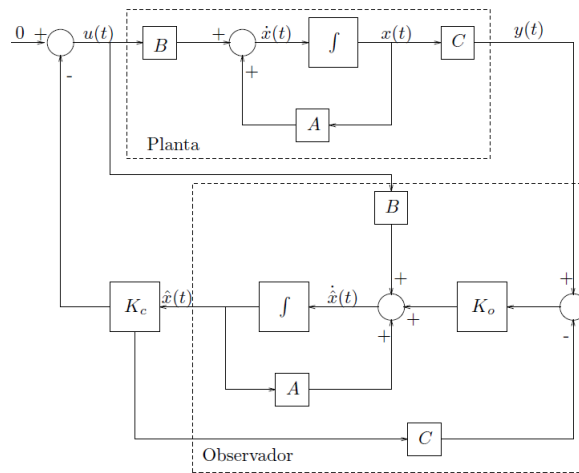 0 + u(t) B + ẋ(t) ∫ x(t) C y(t)
- +
A
Planta
B
+ +
K_c x̂(t) ∫ x̂̇(t) + K_o
+ -
A
C
Observador